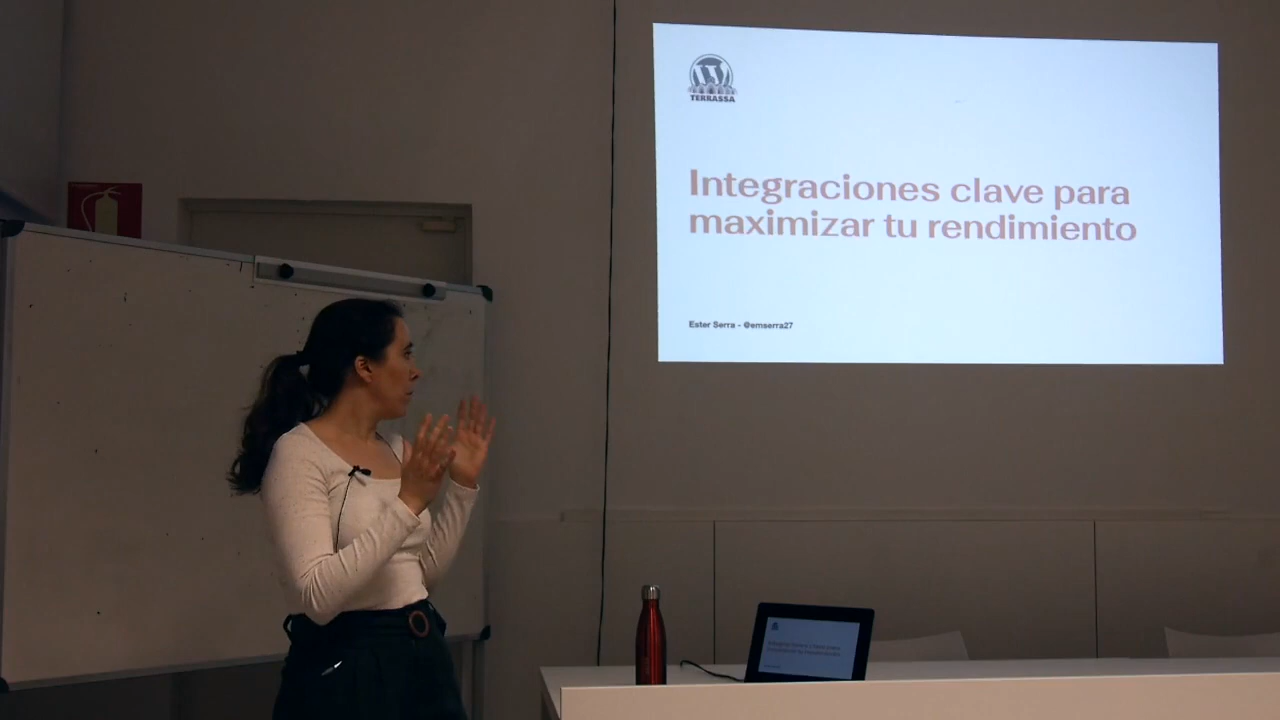 TERRASSA
Integraciones clave para
maximizar tu rendimiento
Ester Serra - @emserra27